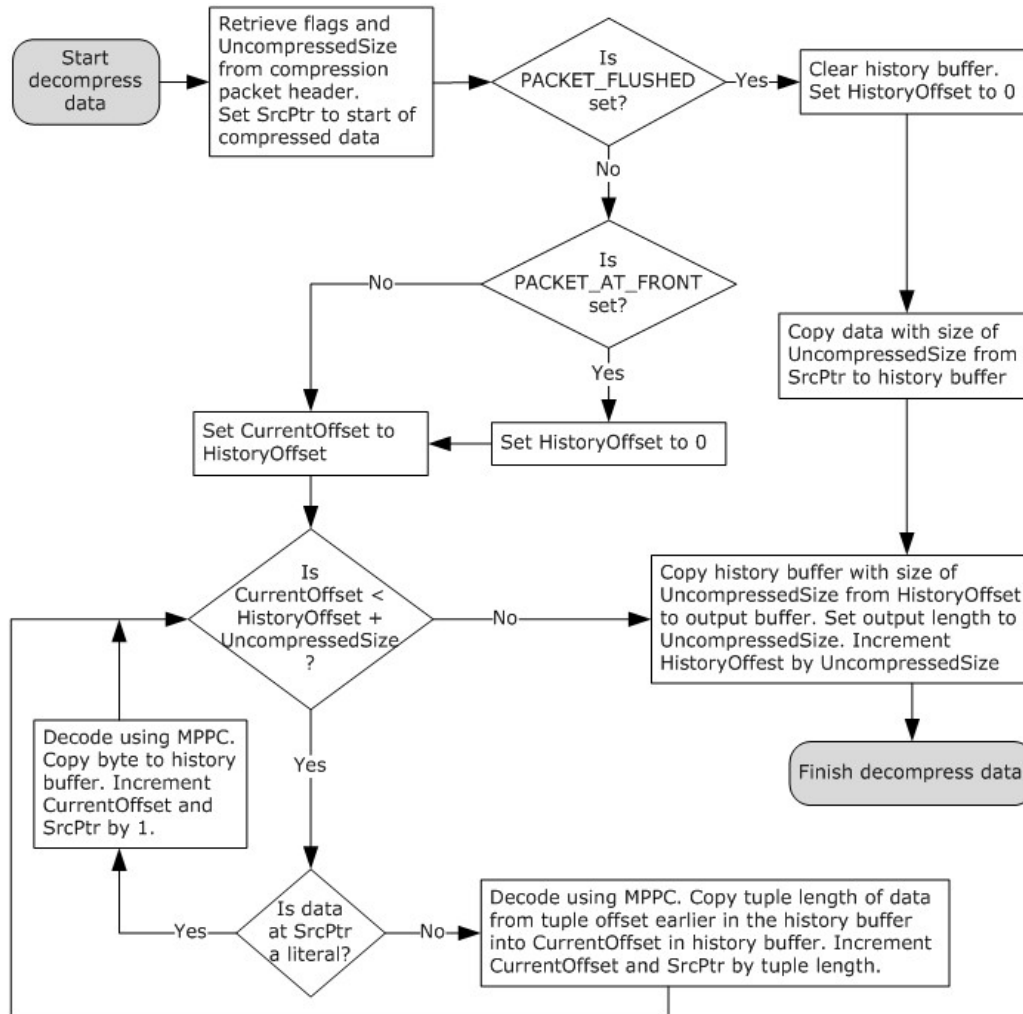 Start
decompress
data
Retrieve flags and
UncompressedSize
from compression
packet header.
Set SrcPtr to start of
compressed data
Is
PACKET_FLUSHED
set?
Yes
Clear history buffer.
Set HistoryOffset to 0
No
Is
PACKET_AT_FRONT
set?
No
Yes
Copy data with size of
UncompressedSize from
SrcPtr to history buffer
Set CurrentOffset to
HistoryOffset
Set HistoryOffset to 0
Is
CurrentOffset <
HistoryOffset +
UncompressedSize
?
No
Copy history buffer with size of
UncompressedSize from HistoryOffset
to output buffer. Set output length to
UncompressedSize. Increment
HistoryOffest by UncompressedSize
Yes
Decode using MPPC.
Copy byte to history
buffer. Increment
CurrentOffset and
SrcPtr by 1.
Finish decompress data
Is data
at SrcPtr
a literal?
Yes
No
Decode using MPPC. Copy tuple length of data
from tuple offset earlier in the history buffer
into CurrentOffset in history buffer. Increment
CurrentOffset and SrcPtr by tuple length.